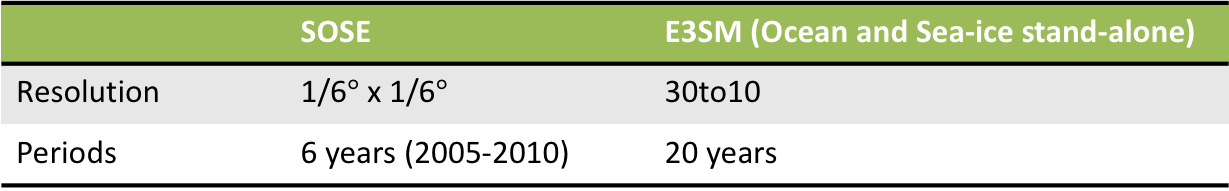 SOSE E3SM (Ocean and Sea-ice stand-alone)
Resolution 1/6° x 1/6° 30to10
Periods 6 years (2005-2010) 20 years